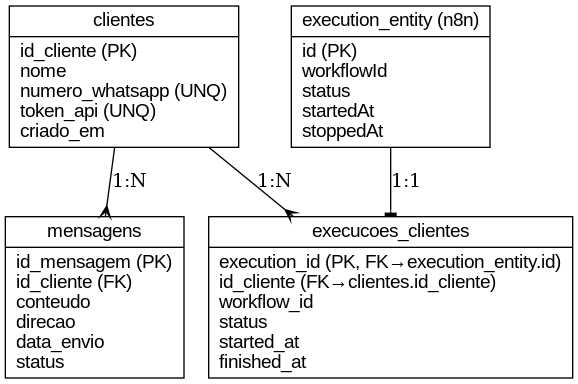 clientes
id_cliente (PK)
nome
numero_whatsapp (UNQ)
token_api (UNQ)
criado_em
execution_entity (n8n)
id (PK)
workflowId
status
startedAt
stoppedAt
1:N
1:N
1:1
mensagens
id_mensagem (PK)
id_cliente (FK)
conteudo
direcao
data_envio
status
execucoes_clientes
execution_id (PK, FK→execution_entity.id)
id_cliente (FK→clientes.id_cliente)
workflow_id
status
started_at
finished_at